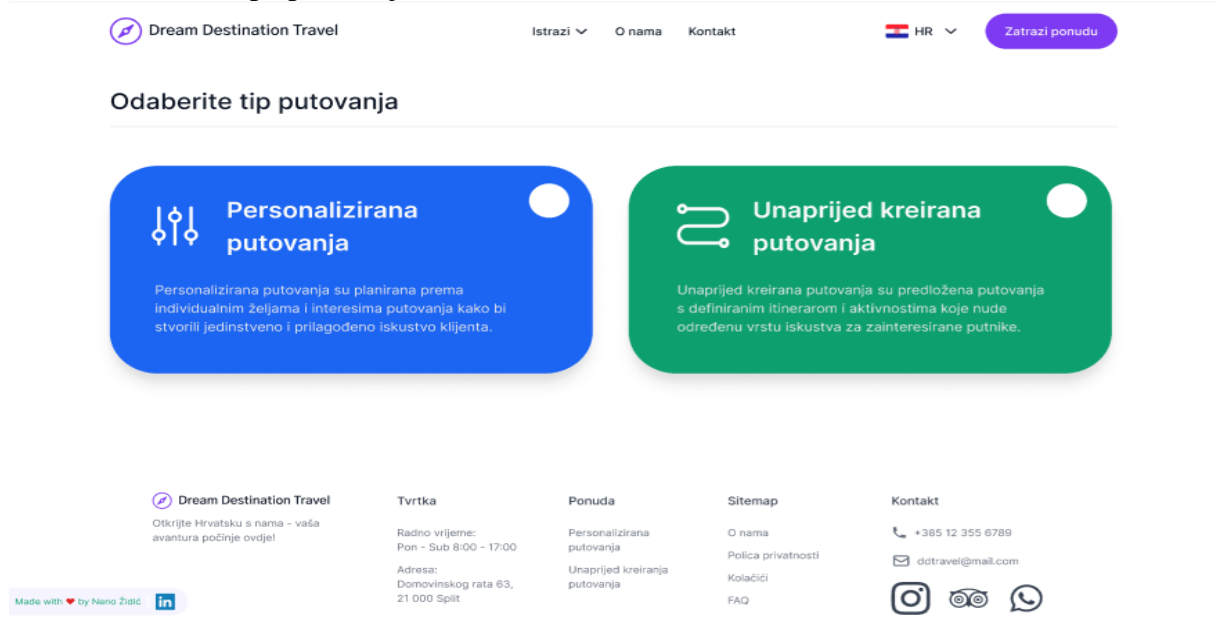 Dream Destination Travel
Istrazi
O nama
Kontakt
HR
Zatrazi ponudu
Odaberite tip putovanja
Personalizirana
putovanja
Personalizirana putovanja su planirana prema
individualnim željama i interesima putovanja kako bi
stvorili jedinstveno i prilagođeno iskustvo klijenta.
Unaprijed kreirana
putovanja
Unaprijed kreirana putovanja su predložena putovanja
s definiranim itinerarom i aktivnostima koje nude
određenu vrstu iskustva za zainteresirane putnike.
Dream Destination Travel
Otkrijte Hrvatsku s nama - vaša
avantura počinje ovdje!
Tvrtka
Radno vrijeme:
Pon - Sub 8:00 - 17:00
Adresa:
Domovinskog rata 63,
21 000 Split
Ponuda
Personalizirana
putovanja
Unaprijed kreiranja
putovanja
Sitemap
O nama
Polica privatnosti
Kolačići
FAQ
Kontakt
+385 12 355 6789
ddtravel@mail.com
Made with ❤ by Neno Židić
in